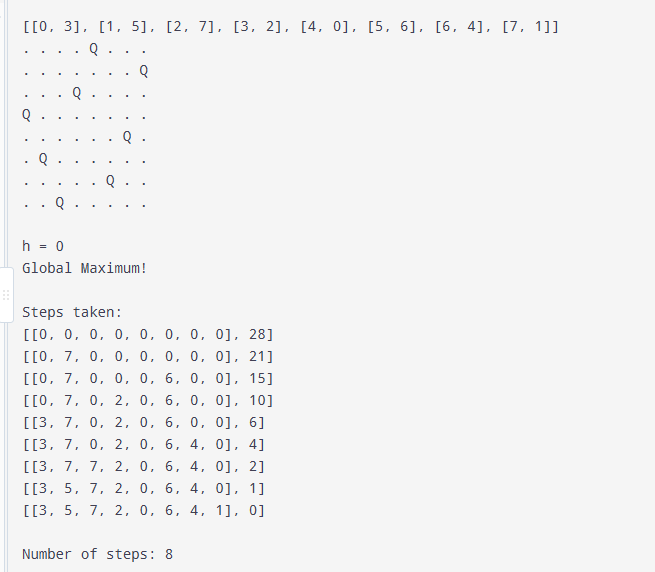 [[0, 3], [1, 5], [2, 7], [3, 2], [4, 0], [5, 6], [6, 4], [7, 1]]
. . . . Q . . .
. . . . . . . Q
. . . Q . . . .
Q . . . . . . .
. . . . . . Q .
. Q . . . . . .
. . . . . Q . .
. . Q . . . . .
h = 0
Global Maximum!
Steps taken:
[[0, 0, 0, 0, 0, 0, 0, 0], 28]
[[0, 7, 0, 0, 0, 0, 0, 0], 21]
[[0, 7, 0, 0, 0, 6, 0, 0], 15]
[[0, 7, 0, 2, 0, 6, 0, 0], 10]
[[3, 7, 0, 2, 0, 6, 0, 0], 6]
[[3, 7, 0, 2, 0, 6, 4, 0], 4]
[[3, 7, 7, 2, 0, 6, 4, 0], 2]
[[3, 5, 7, 2, 0, 6, 4, 0], 1]
[[3, 5, 7, 2, 0, 6, 4, 1], 0]
Number of steps: 8